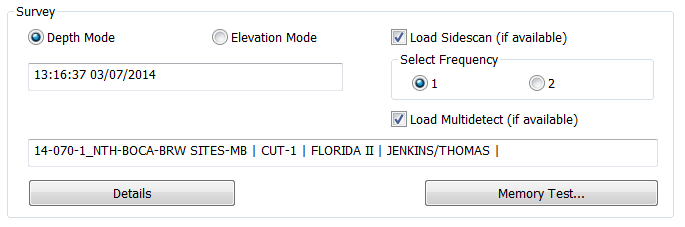 Survey
Depth Mode Elevation Mode Load Sidescan (if available)
Select Frequency
13:16:37 03/07/2014
1 2
Load Multidetect (if available)
14-070-1_NTH-BOCA-BRW SITES-MB | CUT-1 | FLORIDA II | JENKINS/THOMAS |
Details Memory Test...